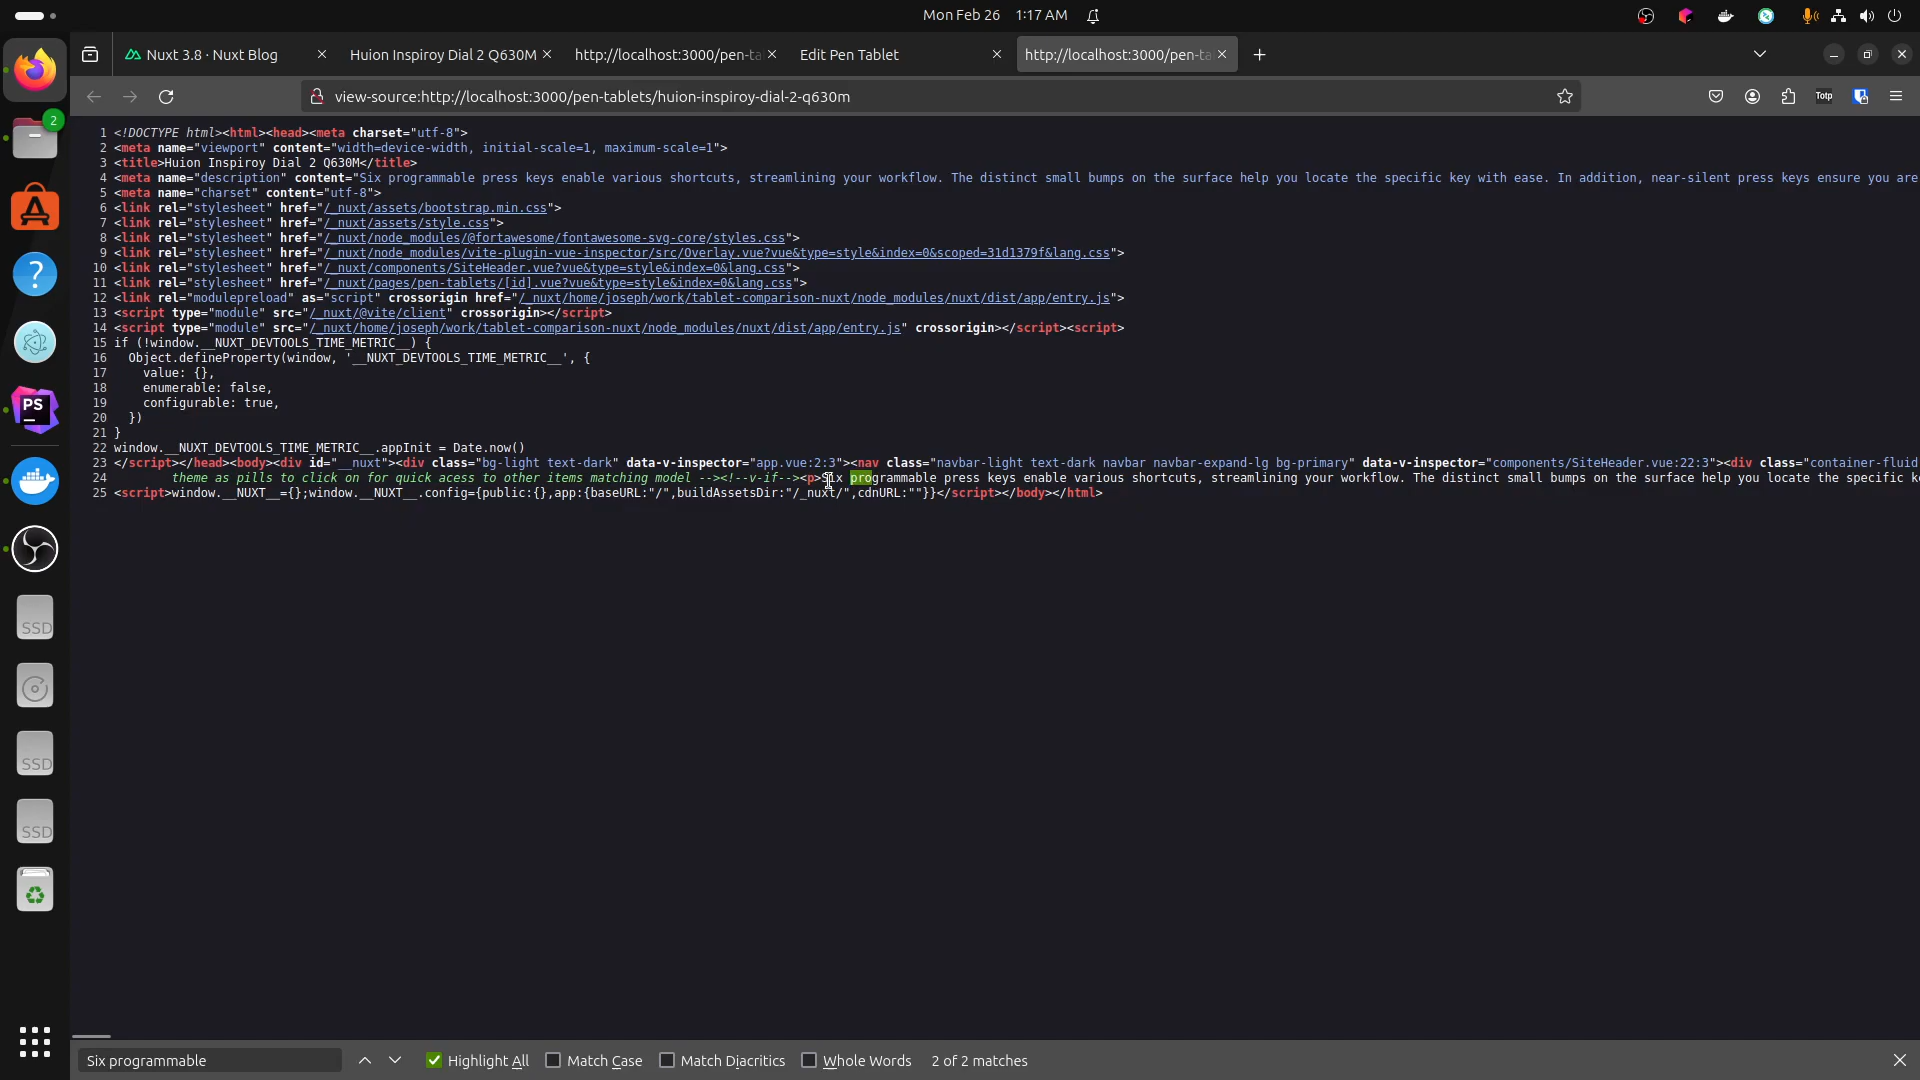 Mon Feb 26 1:17 AM
Nuxt 3.8 · Nuxt Blog
Huion Inspiroy Dial 2 Q630M
http://localhost:3000/pen-ta
Edit Pen Tablet
http://localhost:3000/pen-ta
2
view-source:http://localhost:3000/pen-tablets/huion-inspiroy-dial-2-q630m
Totp
1 <!DOCTYPE html><html><head><meta charset="utf-8">
2 <meta name="viewport" content="width=device-width, initial-scale=1, maximum-scale=1">
3 <title>Huion Inspiroy Dial 2 Q630M</title>
4 <meta name="description" content="Six programmable press keys enable various shortcuts, streamlining your workflow. The distinct small bumps on the surface help you locate the specific key with ease. In addition, near-silent press keys ensure you are
5 <meta name="charset" content="utf-8">
6 <link rel="stylesheet" href="/_nuxt/assets/bootstrap.min.css">
7 <link rel="stylesheet" href="/_nuxt/assets/style.css">
8 <link rel="stylesheet" href="/_nuxt/node_modules/@fortawesome/fontawesome-svg-core/styles.css">
9 <link rel="stylesheet" href="/_nuxt/node_modules/vite-plugin-vue-inspector/src/Overlay.vue?vue&type=style&index=0&scoped=31d1379f&lang.css">
10 <link rel="stylesheet" href="/_nuxt/components/SiteHeader.vue?vue&type=style&index=0&lang.css">
11 <link rel="stylesheet" href="/_nuxt/pages/pen-tablets/[id].vue?vue&type=style&index=0&lang.css">
12 <link rel="modulepreload" as="script" crossorigin href="/_nuxt/home/joseph/work/tablet-comparison-nuxt/node_modules/nuxt/dist/app/entry.js">
13 <script type="module" src="/_nuxt/@vite/client" crossorigin></script>
14 <script type="module" src="/_nuxt/home/joseph/work/tablet-comparison-nuxt/node_modules/nuxt/dist/app/entry.js" crossorigin></script><script>
15 if (!window.__NUXT_DEVTOOLS_TIME_METRIC__) {
16 Object.defineProperty(window, '__NUXT_DEVTOOLS_TIME_METRIC__', {
17 value: {},
18 enumerable: false,
19 configurable: true,
20 })
21 }
22 window.__NUXT_DEVTOOLS_TIME_METRIC__.appInit = Date.now()
23 </script></head><body><div id="__nuxt"><div class="bg-light text-dark" data-v-inspector="app.vue:2:3"><nav class="navbar-light text-dark navbar navbar-expand-lg bg-primary" data-v-inspector="components/SiteHeader.vue:22:3"><div class="container-fluid
24 theme as pills to click on for quick acess to other items matching model --><!--v-if--><p>Six programmable press keys enable various shortcuts, streamlining your workflow. The distinct small bumps on the surface help you locate the specific k
25 <script>window.__NUXT__={};window.__NUXT__.config={public:{},app:{baseURL:"/",buildAssetsDir:"/_nuxt/",cdnURL:""}}</script></body></html>
PS
SSD
SSD
SSD
Six programmable
Highlight All
Match Case
Match Diacritics
Whole Words
2 of 2 matches